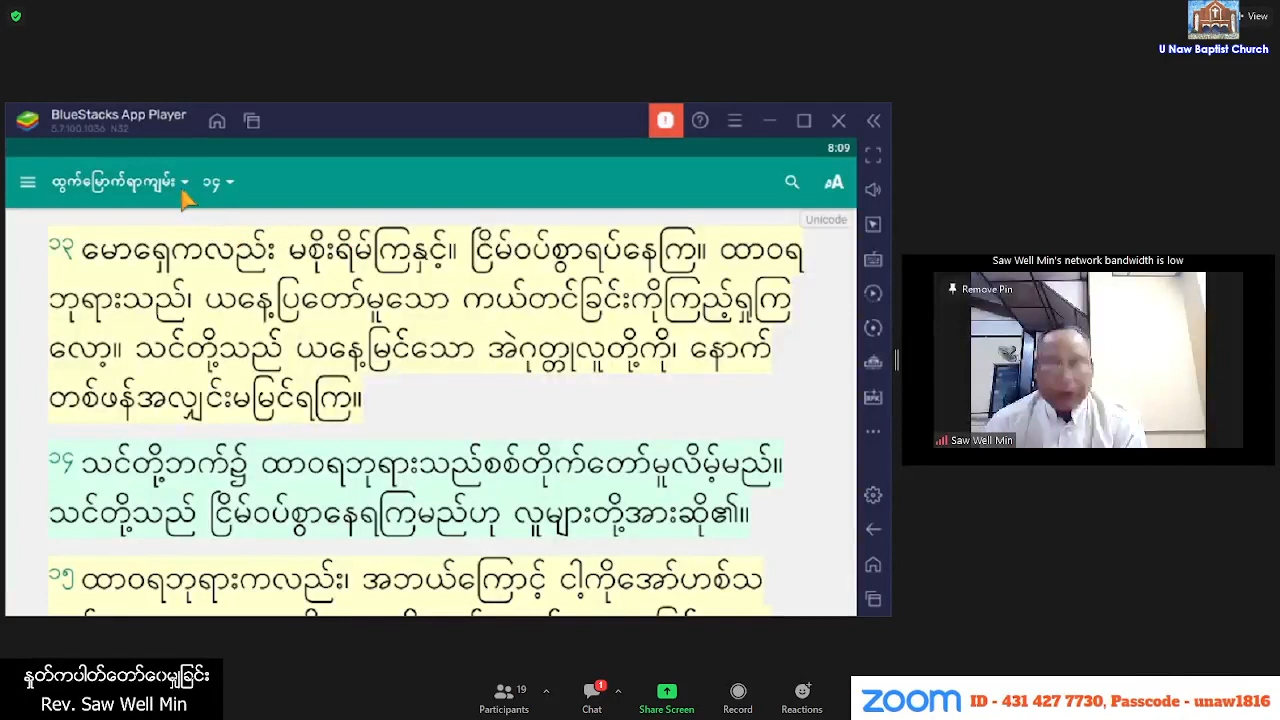 View
U Naw Baptist Church
BlueStacks App Player
5.7.100.1036 N32
8:09
ထွက်မြောက်ရာကျမ်း ၁၄
AA
Unicode
၁၃ မောရှေကလည်း မစိုးရိမ်ကြနှင့်။ ငြိမ်ဝပ်စွာရပ်နေကြ။ ထာဝရ
ဘုရားသည်၊ ယနေ့ပြုတော်မူသော ကယ်တင်ခြင်းကိုကြည့်ရှုကြ
လော့။ သင်တို့သည် ယနေ့မြင်သော အဲဂုတ္တုလူတို့ကို၊ နောက်
တစ်ဖန်အလျှင်းမမြင်ရကြ။
၁၄ သင်တို့ဘက်၌ ထာဝရဘုရားသည်စစ်တိုက်တော်မူလိမ့်မည်။
သင်တို့သည် ငြိမ်ဝပ်စွာနေရကြမည်ဟု လူများတို့အားဆို၏။
၁၅ ထာဝရဘုရားကလည်း၊ အဘယ်ကြောင့် ငါ့ကိုအော်ဟစ်သ
Saw Well Min's network bandwidth is low
Remove Pin
Saw Well Min
နှုတ်ကပါတ်တော်ဝေမျှခြင်း
Rev. Saw Well Min
Participants 19
Chat 1
Share Screen
Record
Reactions
zoom ID - 431 427 7730, Passcode - unaw1816